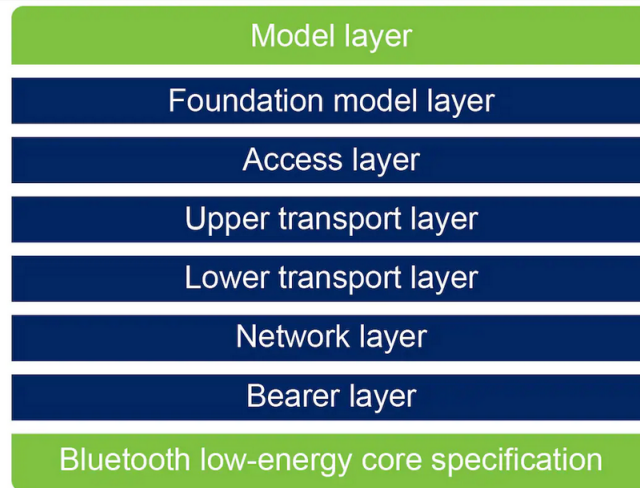 Model layer
Foundation model layer
Access layer
Upper transport layer
Lower transport layer
Network layer
Bearer layer
Bluetooth low-energy core specification